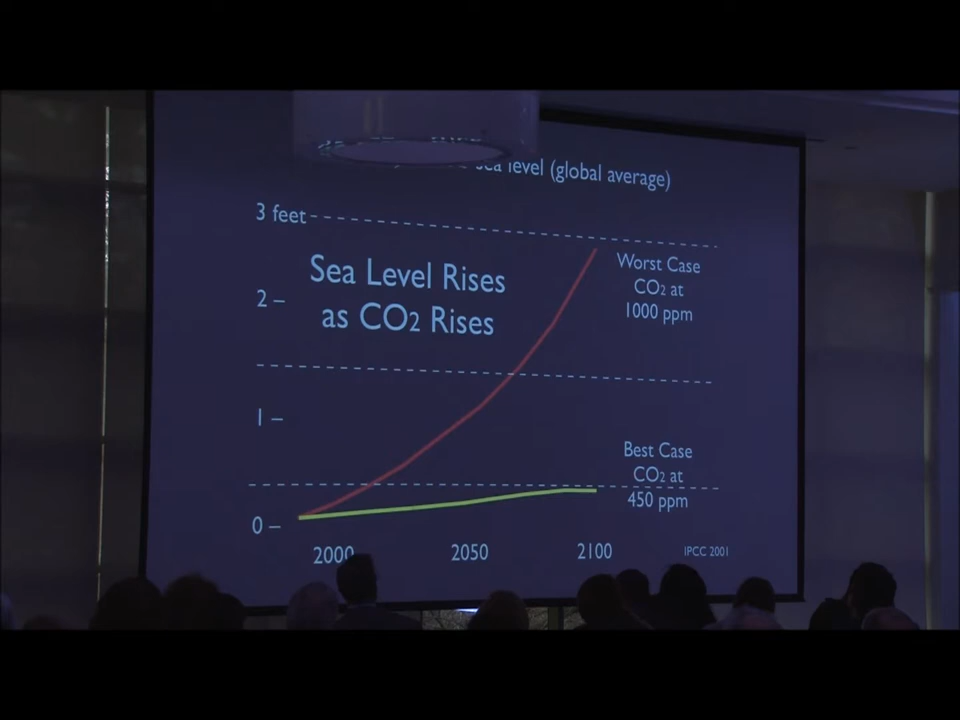 sea level (global average)
3 feet
Sea Level Rises
as CO2 Rises
2
1
0
Worst Case
CO2 at
1000 ppm
Best Case
CO2 at
450 ppm
2000
2050
2100
IPCC 2001